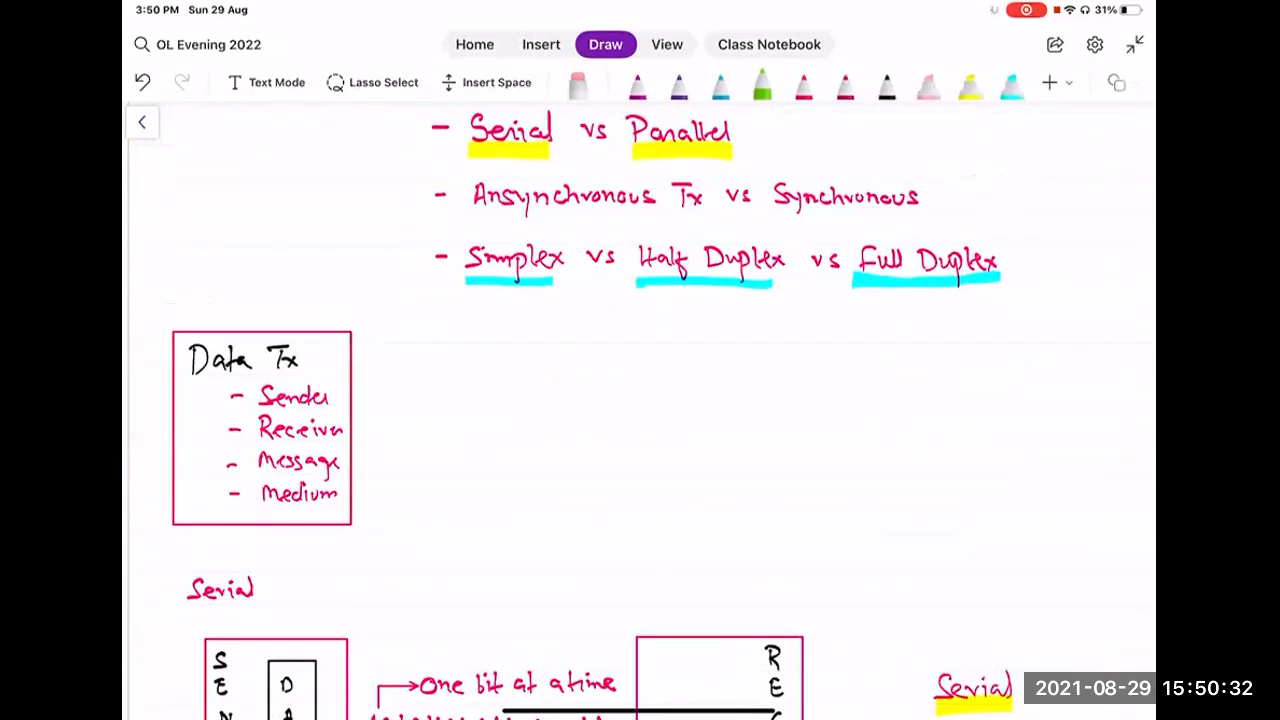 3:50 PM Sun 29 Aug 31%
OL Evening 2022 Home Insert Draw View Class Notebook
Text Mode Lasso Select Insert Space
- Serial vs Parallel
- Ansynchronous Tx vs Synchronous
- Simplex vs Half Duplex vs Full Duplex
Data Tx
- Sender
- Receiver
- Message
- Medium
Serial
S
E
N
D
A
One bit at a time
R
E
C
Serial
2021-08-29 15:50:32